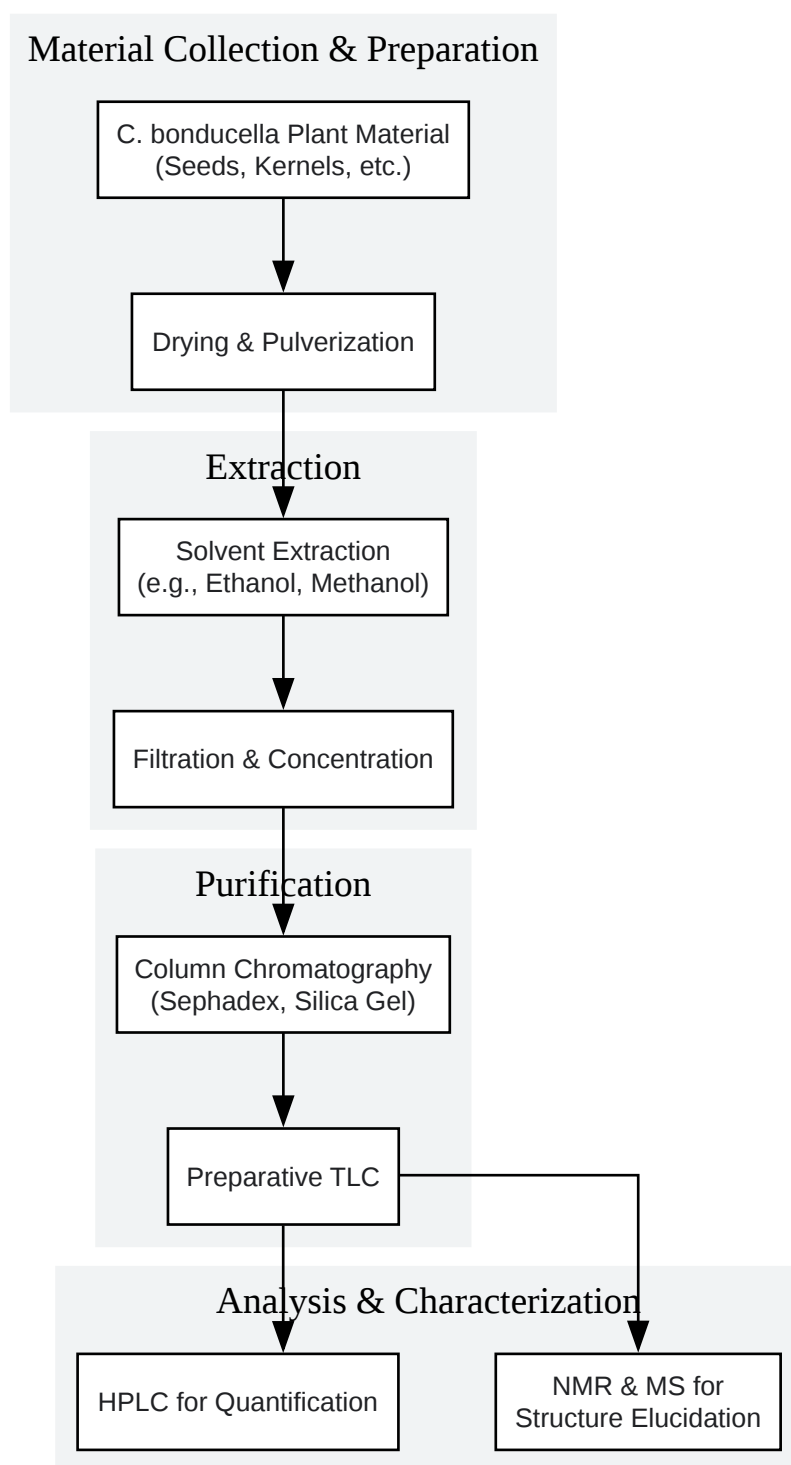 Material Collection & Preparation
C. bonducella Plant Material
(Seeds, Kernels, etc.)
Drying & Pulverization
Extraction
Solvent Extraction
(e.g., Ethanol, Methanol)
Filtration & Concentration
Purification
Column Chromatography
(Sephadex, Silica Gel)
Preparative TLC
Analysis & Characterization
HPLC for Quantification
NMR & MS for
Structure Elucidation